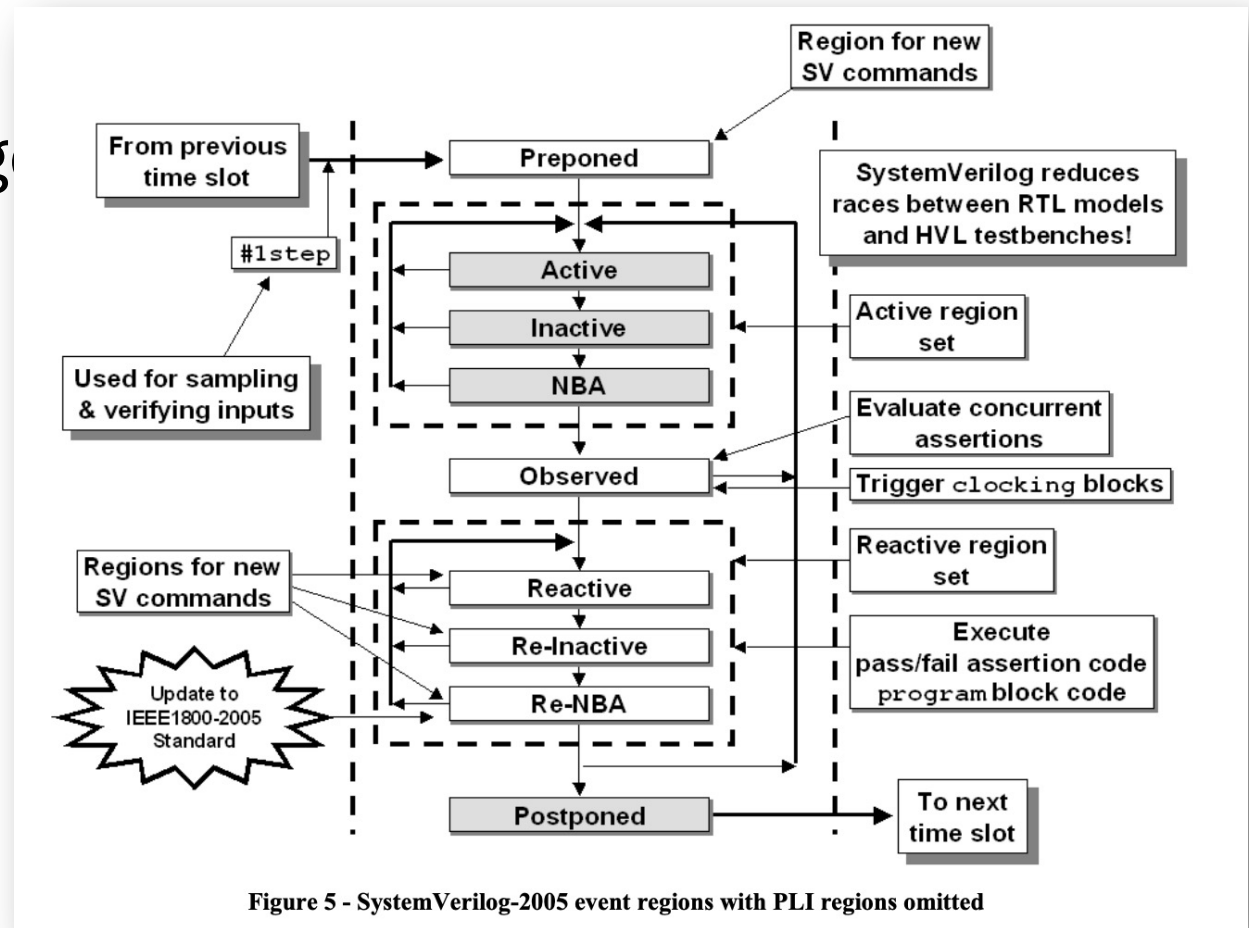 Region for new
SV commands
From previous
time slot
Preponed
SystemVerilog reduces
races between RTL models
and HVL testbenches!
#1step
Active
Inactive
NBA
Active region
set
Used for sampling
& verifying inputs
Evaluate concurrent
assertions
Observed
Trigger clocking blocks
Reactive region
set
Regions for new
SV commands
Reactive
Re-Inactive
Re-NBA
Execute
pass/fail assertion code
program block code
Update to
IEEE1800-2005
Standard
Postponed
To next
time slot
Figure 5 - SystemVerilog-2005 event regions with PLI regions omitted